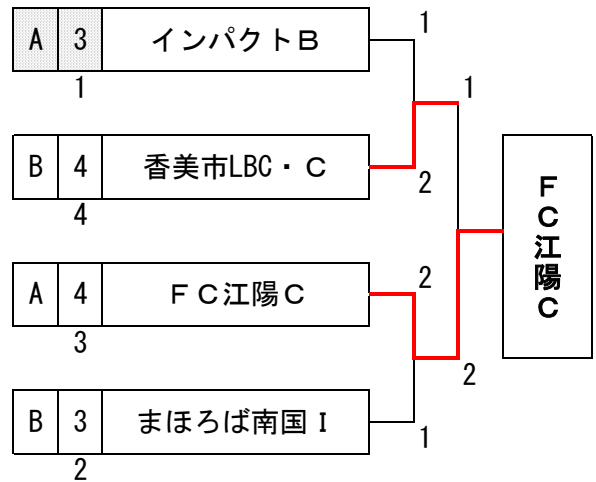 A 3 インパクトB 1
1
1
B 4 香美市LBC・C 2
4
A 4 FC江陽C 2
3
2
B 3 まほろば南国I 1
2
FC江陽C